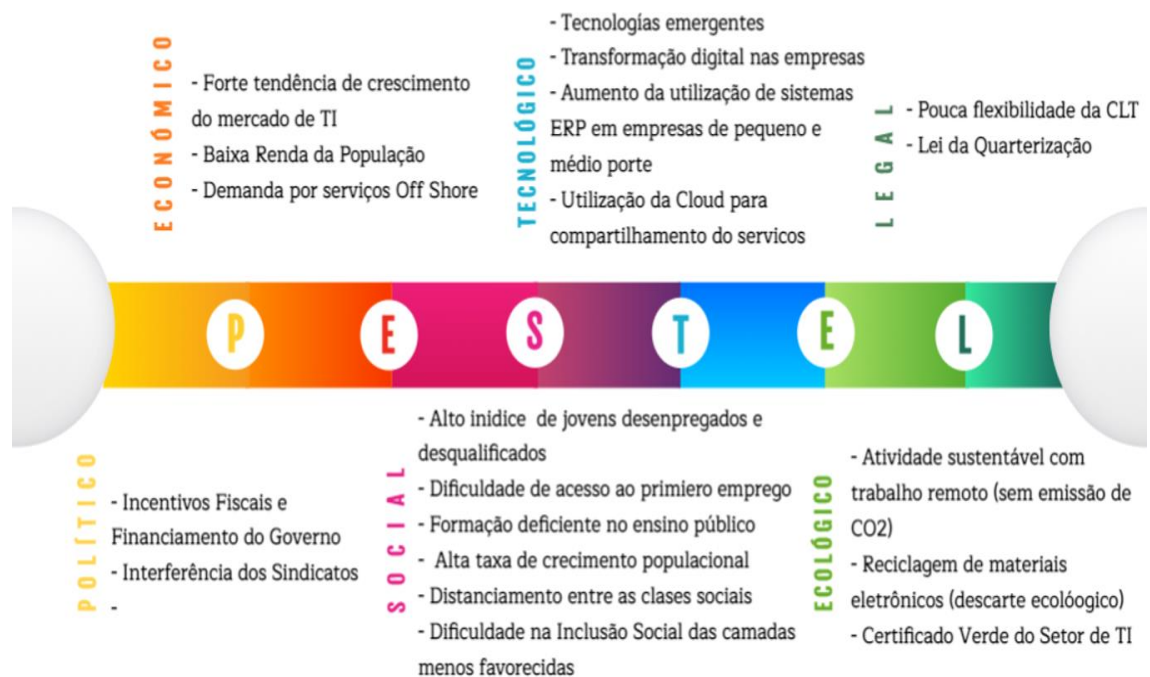 ECONÓMICO
- Forte tendência de crescimento
do mercado de TI
- Baixa Renda da População
- Demanda por serviços Off Shore
TECNOLÓGICO
- Tecnologías emergentes
- Transformação digital nas empresas
- Aumento da utilização de sistemas
ERP em empresas de pequeno e
médio porte
- Utilização da Cloud para
compartilhamento do servicos
LEGAL
- Pouca flexibilidade da CLT
- Lei da Quarterização
P E S T E L
POLÍTICO
- Incentivos Fiscais e
Financiamento do Governo
- Interferência dos Sindicatos
-
SOCIAL
- Alto inidice de jovens desenpregados e
desqualificados
- Dificuldade de acesso ao primiero emprego
- Formação deficiente no ensino público
- Alta taxa de crecimento populacional
- Distanciamento entre as clases sociais
- Dificuldade na Inclusão Social das camadas
menos favorecidas
ECOLÓGICO
- Atividade sustentável com
trabalho remoto (sem emissão de
CO2)
- Reciclagem de materiais
eletrônicos (descarte ecolóogico)
- Certificado Verde do Setor de TI